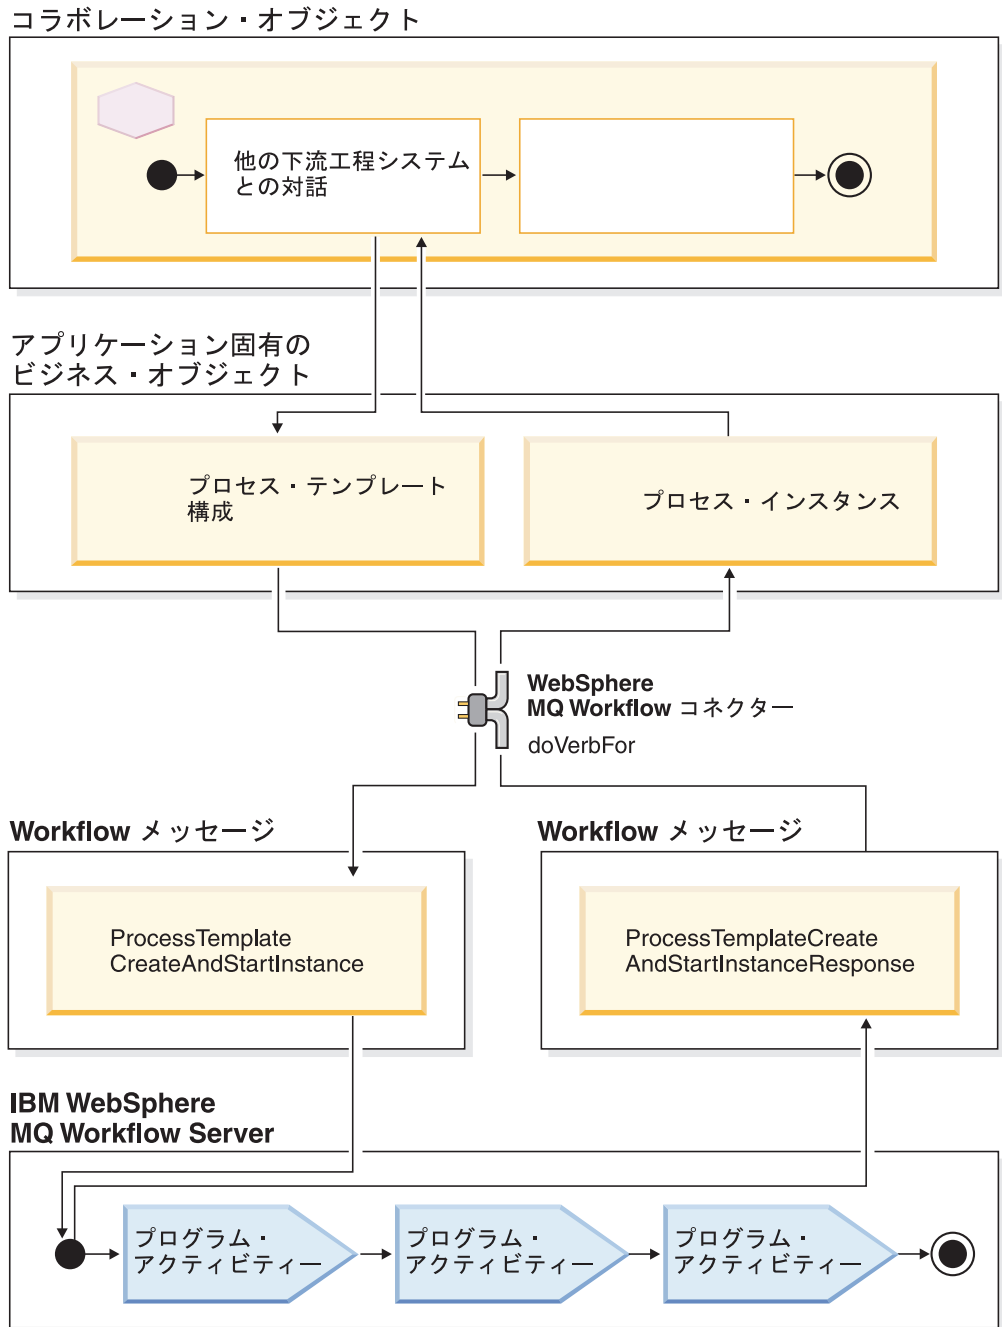 コラボレーション・オブジェクト
他の下流工程システム
との対話
アプリケーション固有の
ビジネス・オブジェクト
プロセス・テンプレート
構成
プロセス・インスタンス
WebSphere
MQ Workflow コネクター
doVerbFor
Workflow メッセージ
Workflow メッセージ
ProcessTemplate
CreateAndStartInstance
ProcessTemplateCreate
AndStartInstanceResponse
IBM WebSphere
MQ Workflow Server
プログラム・
アクティビティー
プログラム・
アクティビティー
プログラム・
アクティビティー